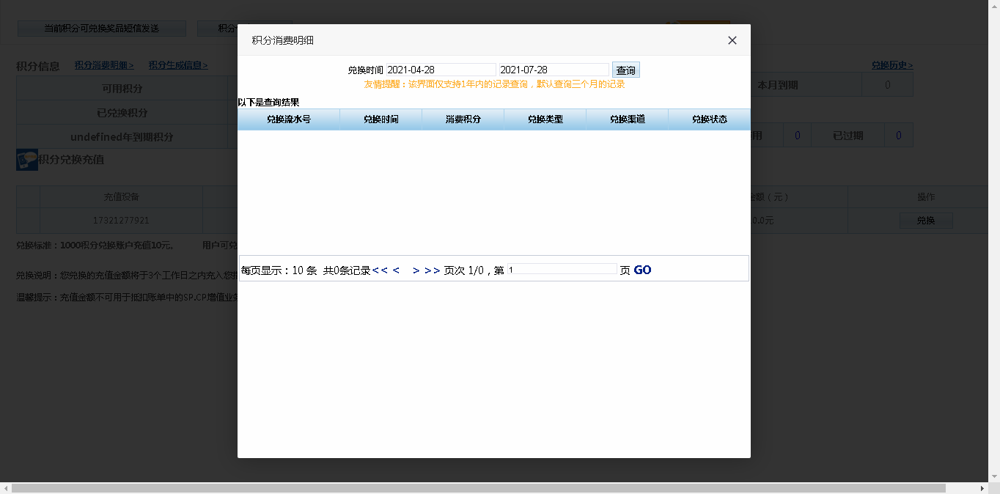 当前积分可兑换奖品短信发送
积分消费明细
兑换时间 2021-04-28 2021-07-28 查询
友情提醒：该界面仅支持1年内的记录查询，默认查询三个月的记录
以下是查询结果
兑换流水号 兑换时间 消费积分 兑换类型 兑换渠道 兑换状态
每页显示：10 条 共0条记录<< < > >> 页次 1/0，第 1 页 GO
积分信息 积分消费明细> 积分生成信息> 兑换历史>
可用积分 本月到期 0
已兑换积分
undefined年到期积分 用 0 已过期 0
积分兑换充值
充值设备 金额（元） 操作
17321277921 0.0元 兑换
兑换标准：1000积分兑换账户充值10元。 用户可兑
兑换说明：您兑换的充值金额将于3个工作日之内充入您
温馨提示：充值金额不可用于抵扣账单中的SP.CP增值业务